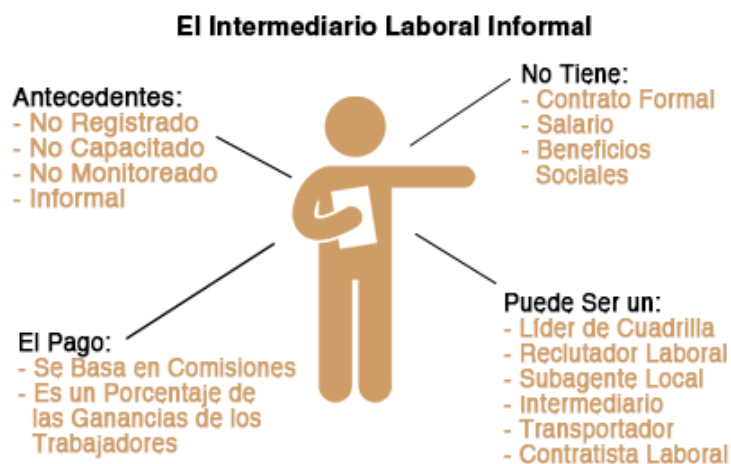 El Intermediario Laboral Informal
Antecedentes:
- No Registrado
- No Capacitado
- No Monitoreado
- Informal
No Tiene:
- Contrato Formal
- Salario
- Beneficios
Sociales
El Pago:
- Se Basa en Comisiones
- Es un Porcentaje de
las Ganancias de los
Trabajadores
Puede Ser un:
- Líder de Cuadrilla
- Reclutador Laboral
- Subagente Local
- Intermediario
- Transportador
- Contratista Laboral